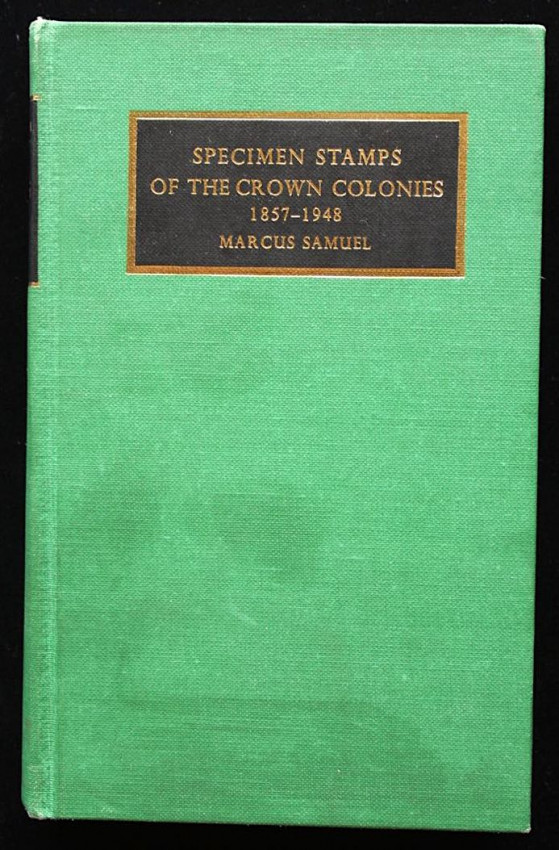 SPECIMEN STAMPS
OF THE CROWN COLONIES
1857–1948
MARCUS SAMUEL